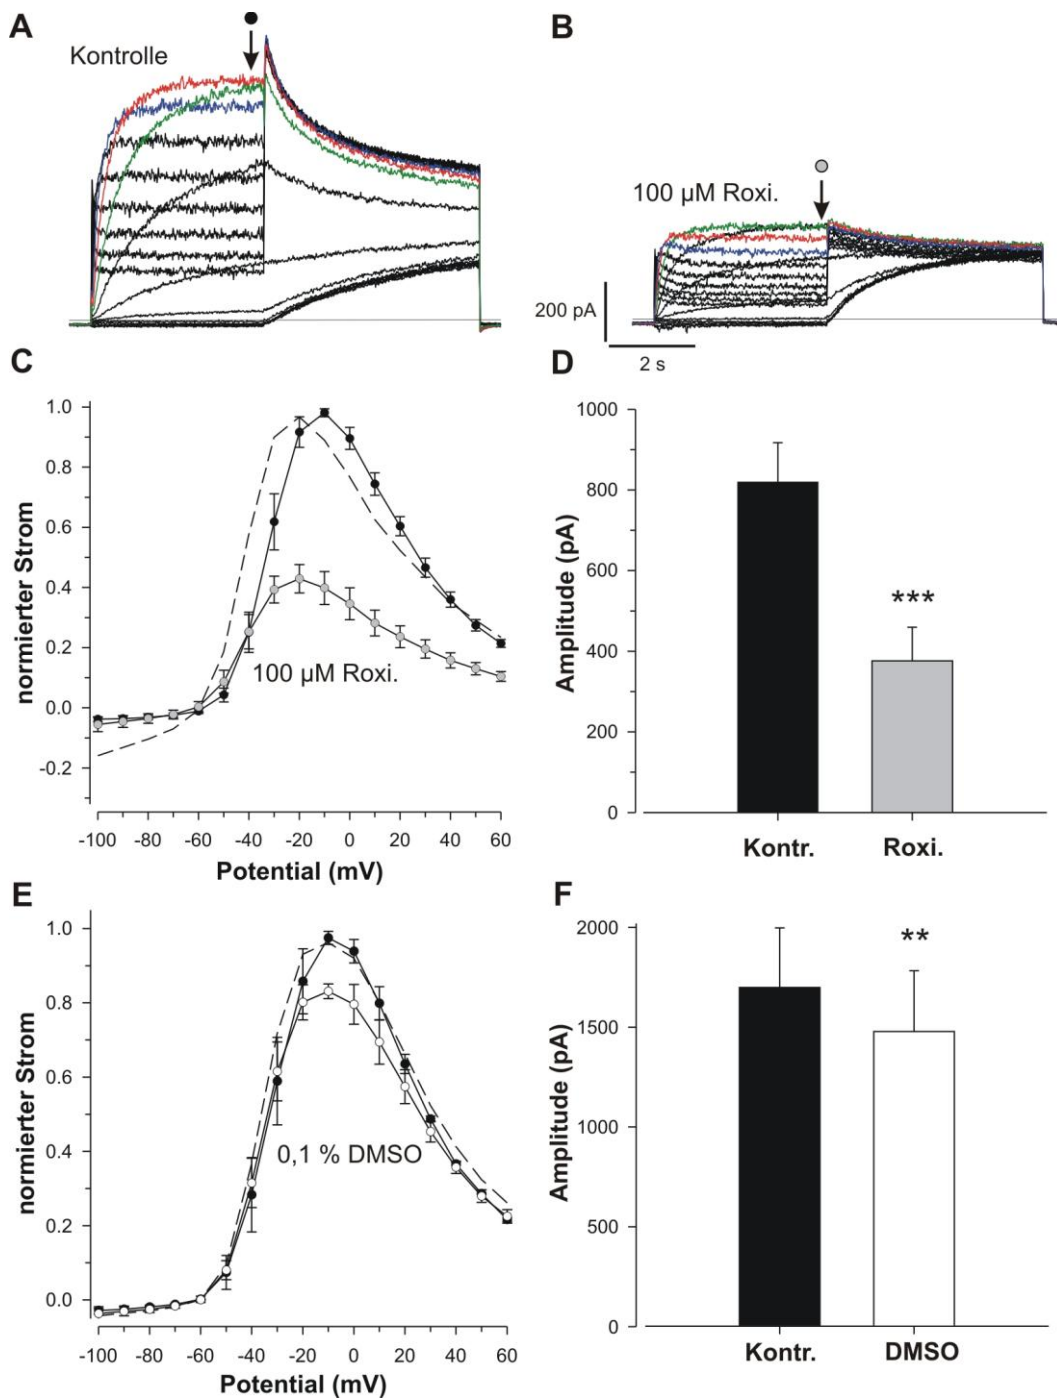 A
Kontrolle
B
100 µM Roxi.
200 pA
2 s
C
1.0
0.8
0.6
0.4
0.2
0.0
-0.2
normierter Strom
100 µM Roxi.
-100 -80 -60 -40 -20 0 20 40 60
Potential (mV)
D
1000
800
600
400
200
0
Amplitude (pA)
***
Kontr. Roxi.
E
1.0
0.8
0.6
0.4
0.2
0.0
normierter Strom
0,1 % DMSO
-100 -80 -60 -40 -20 0 20 40 60
Potential (mV)
F
2000
1500
1000
500
0
Amplitude (pA)
**
Kontr. DMSO